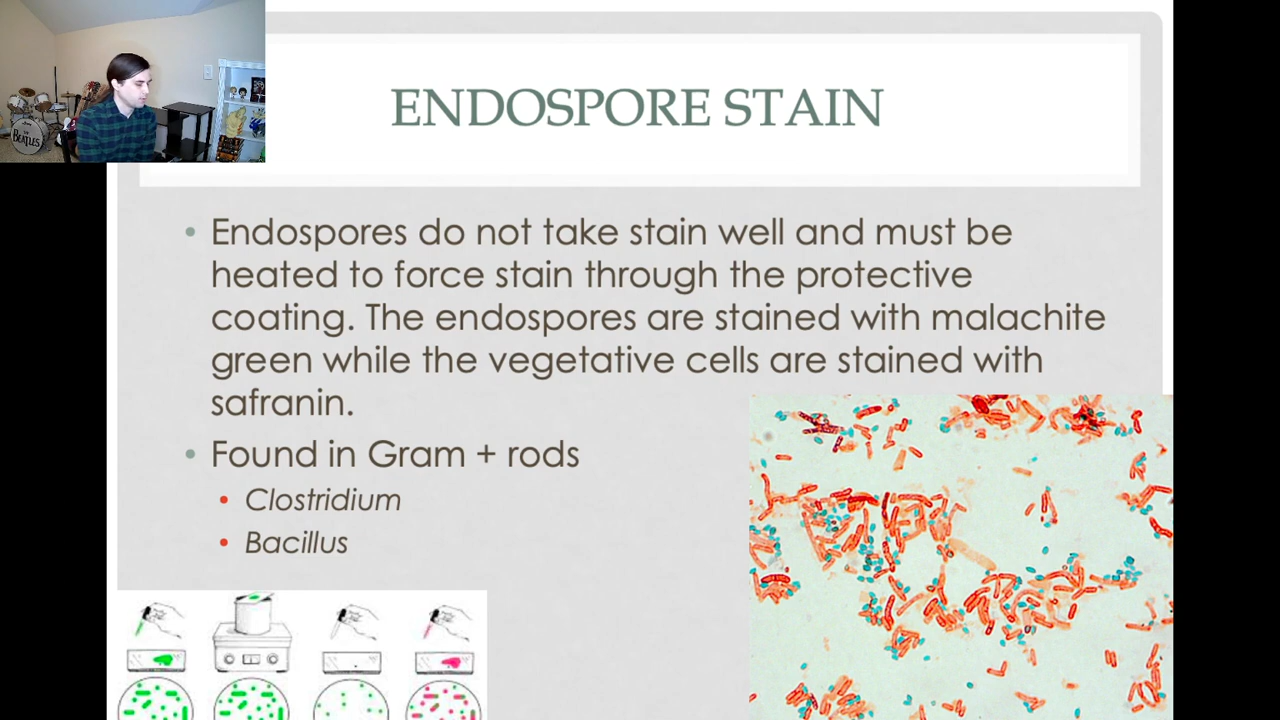 ENDOSPORE STAIN
• Endospores do not take stain well and must be
heated to force stain through the protective
coating. The endospores are stained with malachite
green while the vegetative cells are stained with
safranin.
• Found in Gram + rods
• Clostridium
• Bacillus
BEATLES